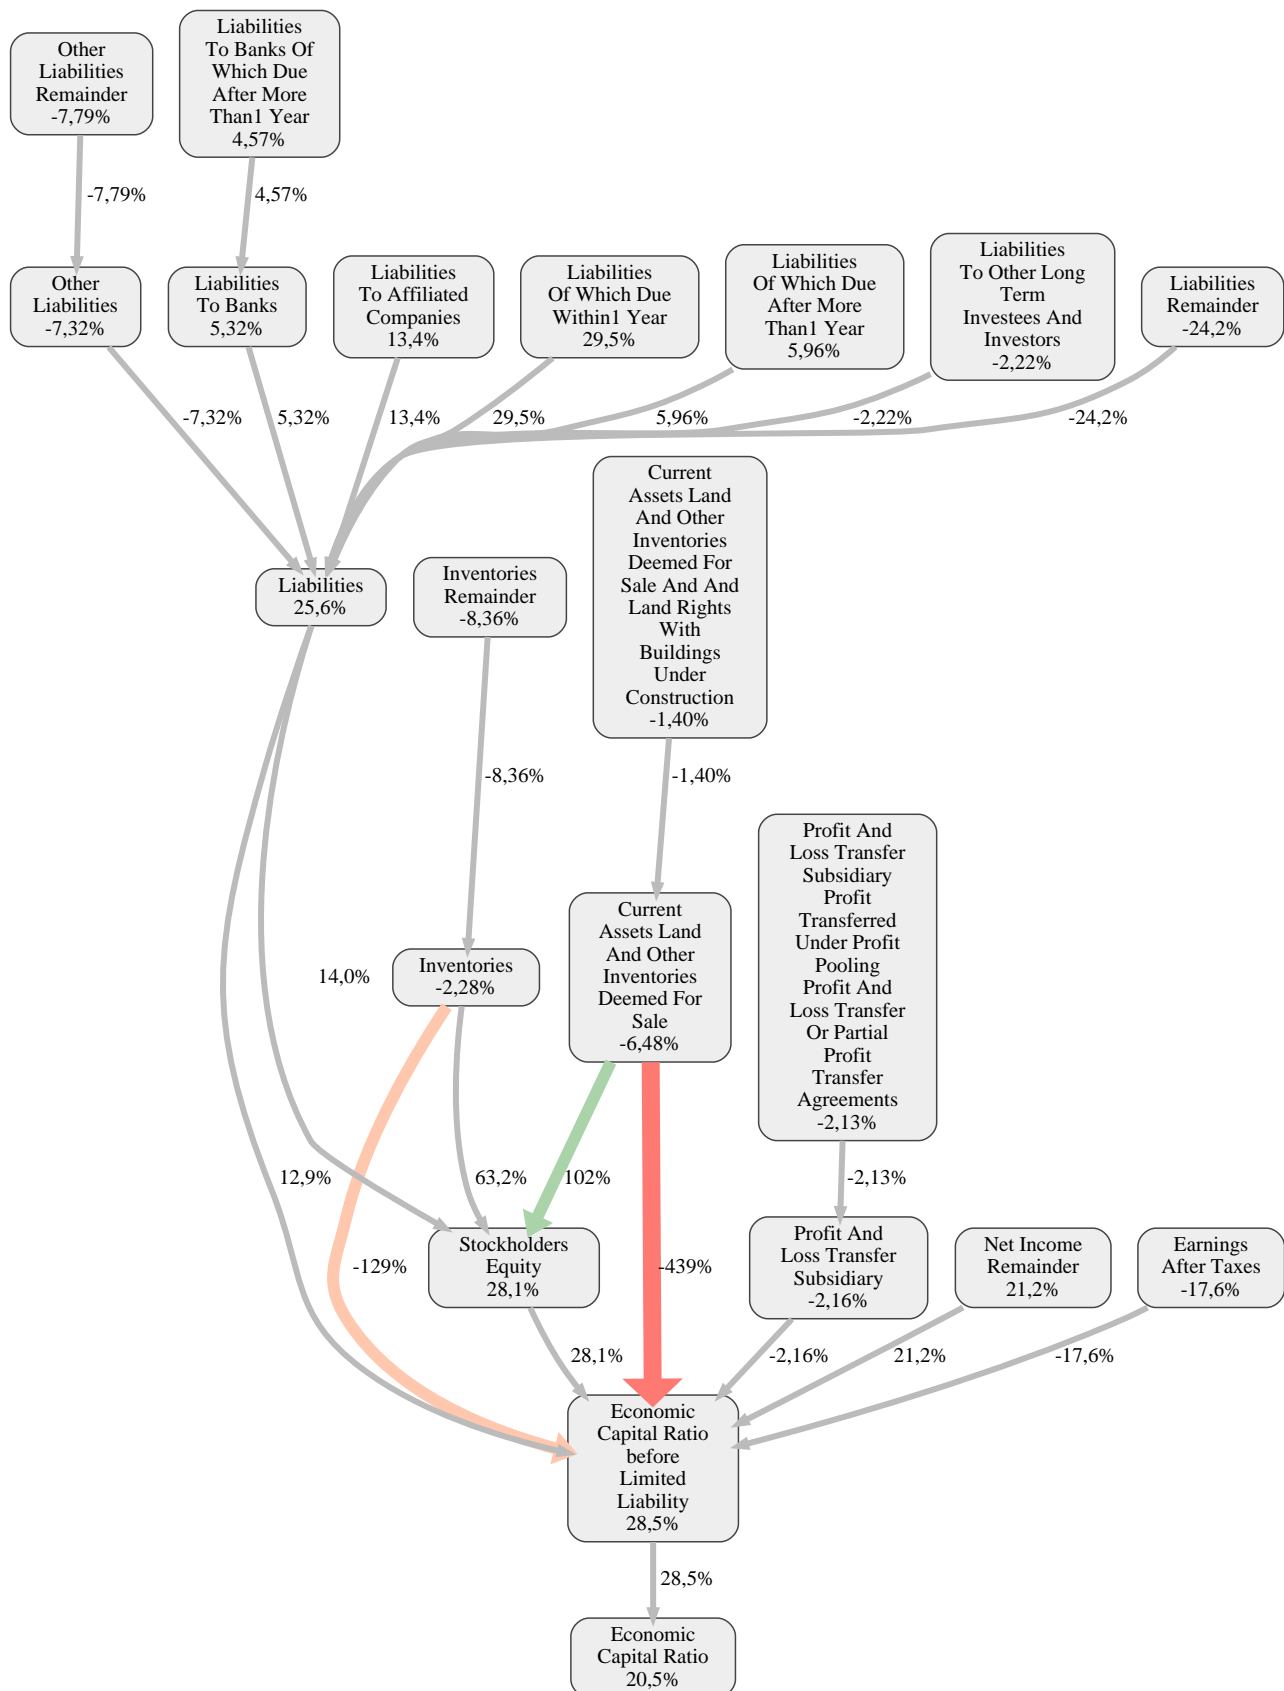 Other
Liabilities
Remainder
-7,79%
Liabilities
To Banks Of
Which Due
After More
Than1 Year
4,57%
-7,79%
4,57%
Other
Liabilities
-7,32%
Liabilities
To Banks
5,32%
Liabilities
To Affiliated
Companies
13,4%
Liabilities
Of Which Due
Within1 Year
29,5%
Liabilities
Of Which Due
After More
Than1 Year
5,96%
Liabilities
To Other Long
Term
Investees And
Investors
-2,22%
Liabilities
Remainder
-24,2%
-7,32%
5,32%
13,4%
29,5%
5,96%
-2,22%
-24,2%
Liabilities
25,6%
Inventories
Remainder
-8,36%
Current
Assets Land
And Other
Inventories
Deemed For
Sale And And
Land Rights
With
Buildings
Under
Construction
-1,40%
-8,36%
-1,40%
Inventories
-2,28%
Current
Assets Land
And Other
Inventories
Deemed For
Sale
-6,48%
Profit And
Loss Transfer
Subsidiary
Profit
Transferred
Under Profit
Pooling
Profit And
Loss Transfer
Or Partial
Profit
Transfer
Agreements
-2,13%
14,0%
12,9%
63,2%
102%
-2,13%
-129%
Stockholders
Equity
28,1%
-439%
Profit And
Loss Transfer
Subsidiary
-2,16%
Net Income
Remainder
21,2%
Earnings
After Taxes
-17,6%
28,1%
-2,16%
21,2%
-17,6%
Economic
Capital Ratio
before
Limited
Liability
28,5%
28,5%
Economic
Capital Ratio
20,5%